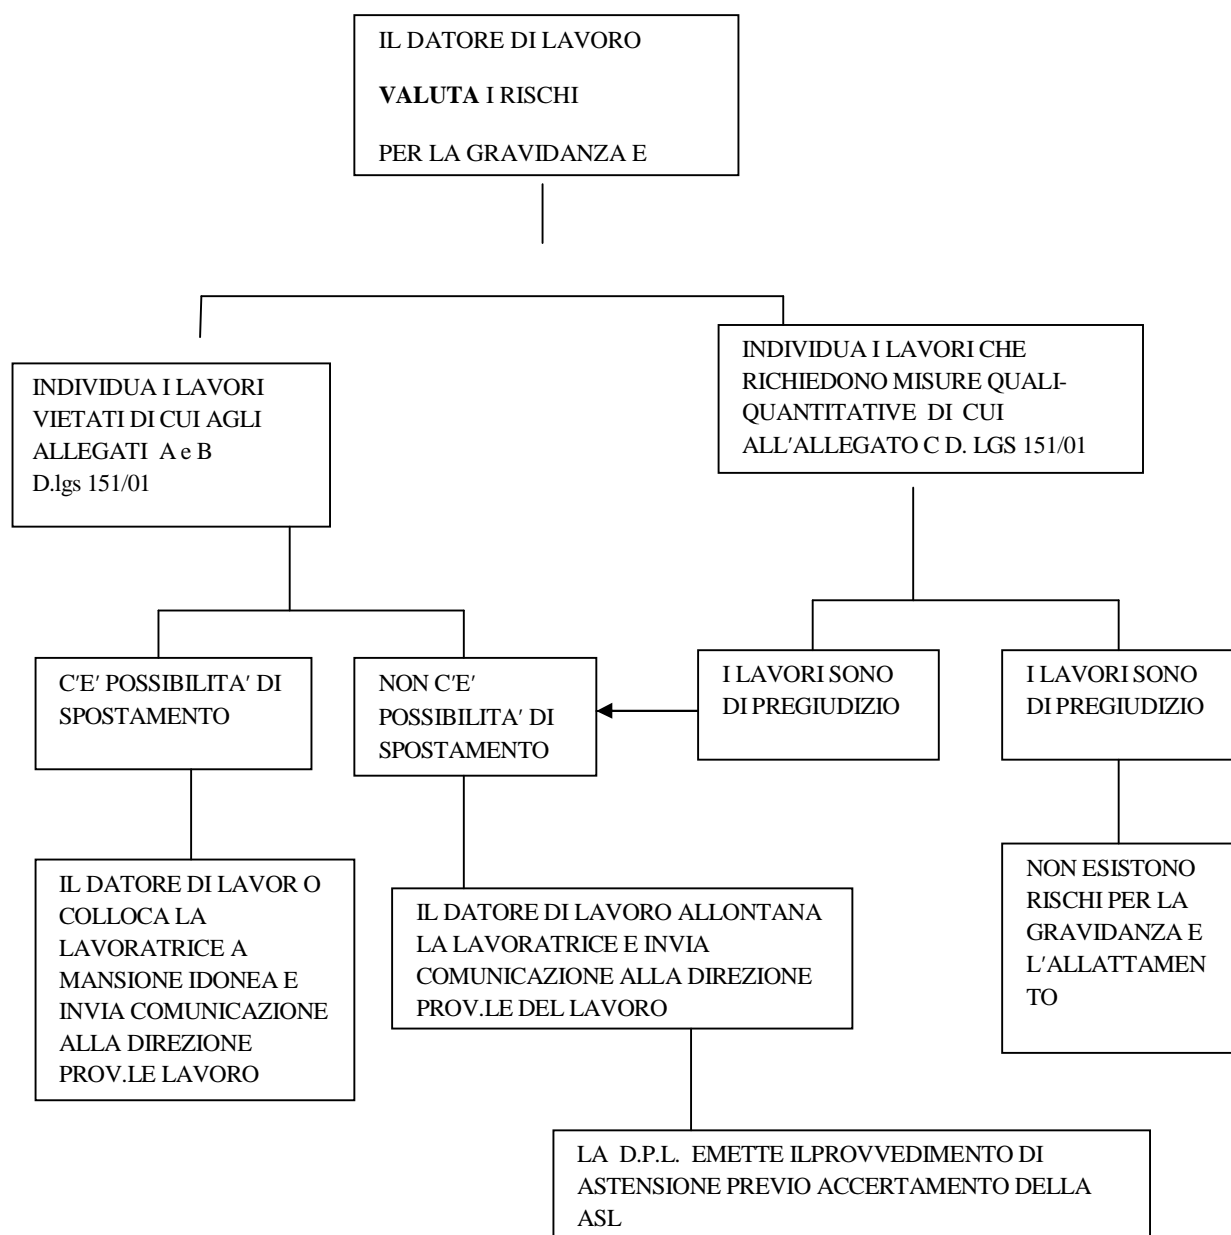 IL DATORE DI LAVORO
VALUTA I RISCHI
PER LA GRAVIDANZA E
INDIVIDUA I LAVORI
VIETATI DI CUI AGLI
ALLEGATI A e B
D.lgs 151/01
INDIVIDUA I LAVORI CHE
RICHIEDONO MISURE QUALI-
QUANTITATIVE DI CUI
ALL'ALLEGATO C D. LGS 151/01
C'E' POSSIBILITA' DI
SPOSTAMENTO
NON C'E'
POSSIBILITA' DI
SPOSTAMENTO
I LAVORI SONO
DI PREGIUDIZIO
I LAVORI SONO
DI PREGIUDIZIO
IL DATORE DI LAVOR O
COLLOCA LA
LAVORATRICE A
MANSIONE IDONEA E
INVIA COMUNICAZIONE
ALLA DIREZIONE
PROV.LE LAVORO
IL DATORE DI LAVORO ALLONTANA
LA LAVORATRICE E INVIA
COMUNICAZIONE ALLA DIREZIONE
PROV.LE DEL LAVORO
NON ESISTONO
RISCHI PER LA
GRAVIDANZA E
L'ALLATTAMEN
TO
LA D.P.L. EMETTE ILPROVVEDIMENTO DI
ASTENSIONE PREVIO ACCERTAMENTO DELLA
ASL